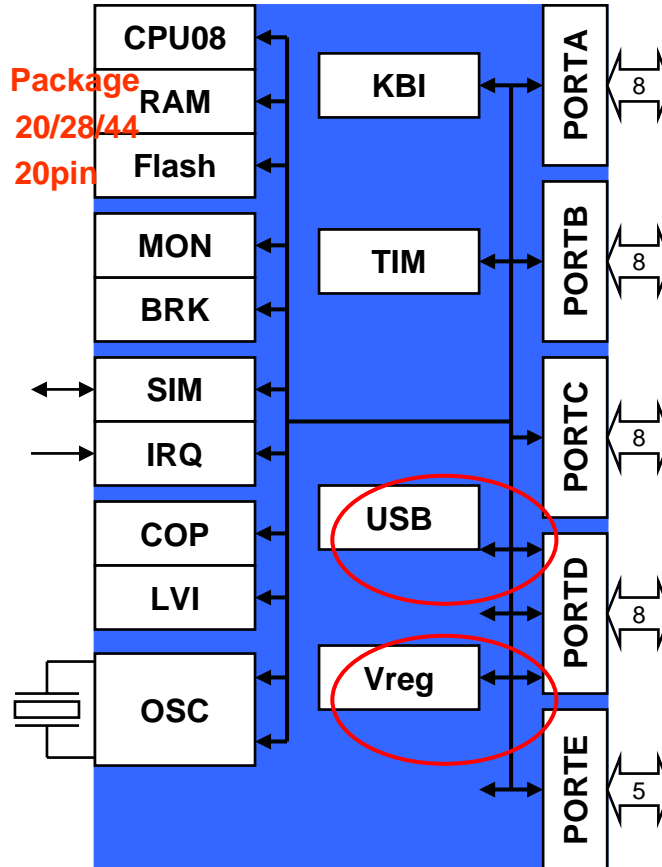 CPU08
Package
RAM
20/28/44
Flash
20pin
MON
BRK
SIM
IRQ
COP
LVI
OSC
KBI
TIM
USB
Vreg
PORTA
8
PORTB
8
PORTC
8
PORTD
8
PORTE
5